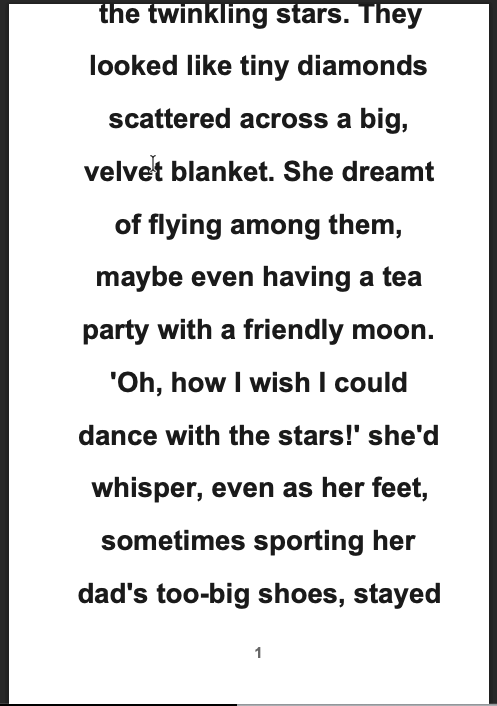 the twinkling stars. They
looked like tiny diamonds
scattered across a big,
velvet blanket. She dreamt
of flying among them,
maybe even having a tea
party with a friendly moon.
'Oh, how I wish I could
dance with the stars!' she'd
whisper, even as her feet,
sometimes sporting her
dad's too-big shoes, stayed
1